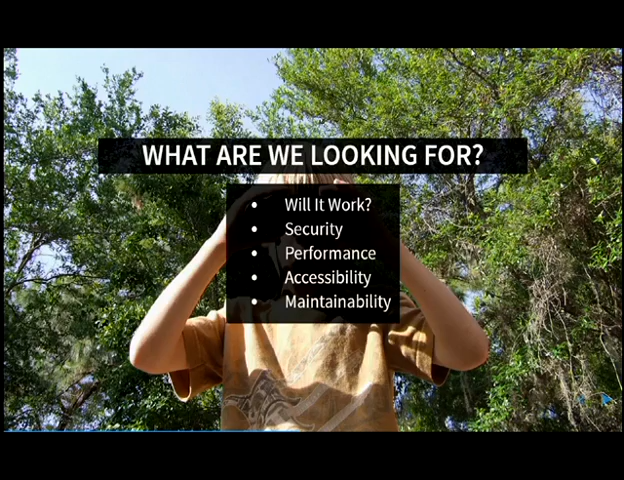 WHAT ARE WE LOOKING FOR?
• Will It Work?
• Security
• Performance
• Accessibility
• Maintainability